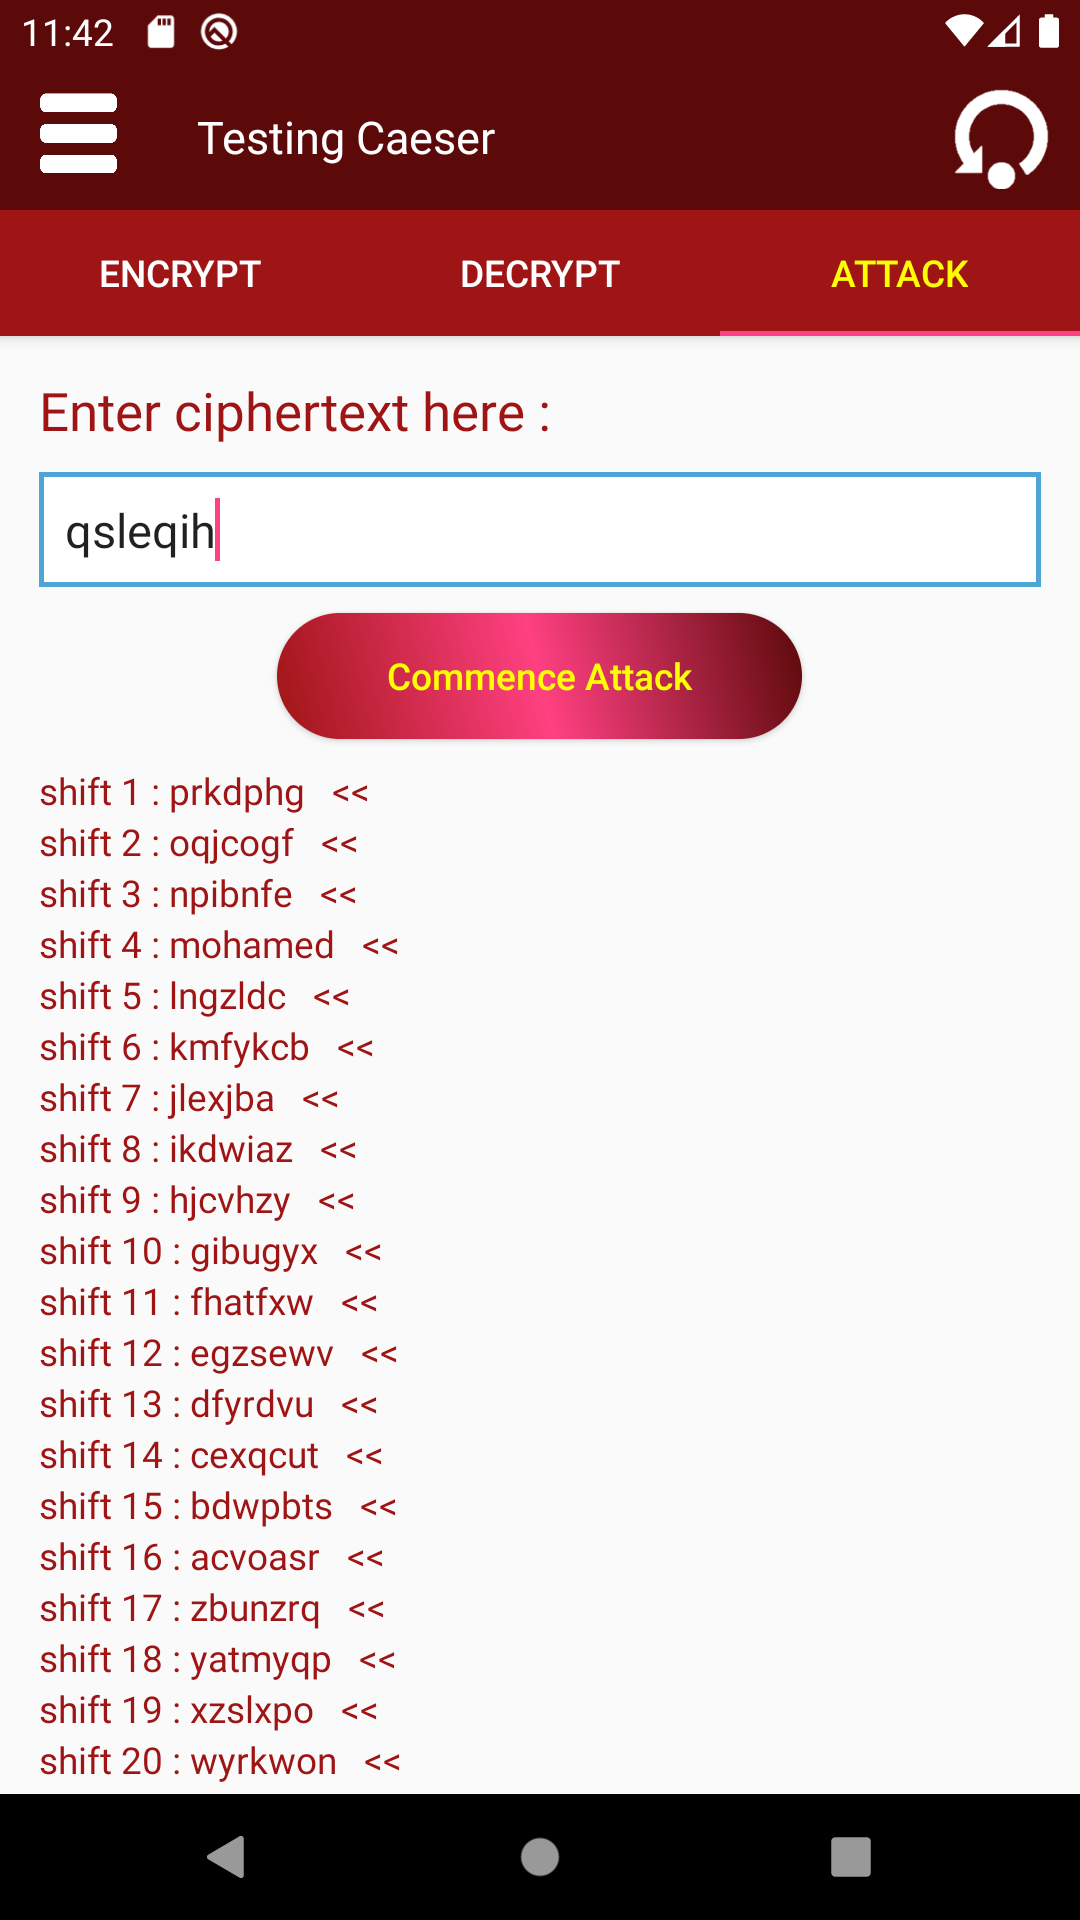 11:42
Testing Caeser
ENCRYPT DECRYPT ATTACK
Enter ciphertext here :
qsleqih
Commence Attack
shift 1 : prkdphg <<
shift 2 : oqjcogf <<
shift 3 : npibnfe <<
shift 4 : mohamed <<
shift 5 : lngzldc <<
shift 6 : kmfykcb <<
shift 7 : jlexjba <<
shift 8 : ikdwiaz <<
shift 9 : hjcvhzy <<
shift 10 : gibugyx <<
shift 11 : fhatfxw <<
shift 12 : egzsewv <<
shift 13 : dfyrdvu <<
shift 14 : cexqcut <<
shift 15 : bdwpbts <<
shift 16 : acvoasr <<
shift 17 : zbunzrq <<
shift 18 : yatmyqp <<
shift 19 : xzslxpo <<
shift 20 : wyrkwon <<